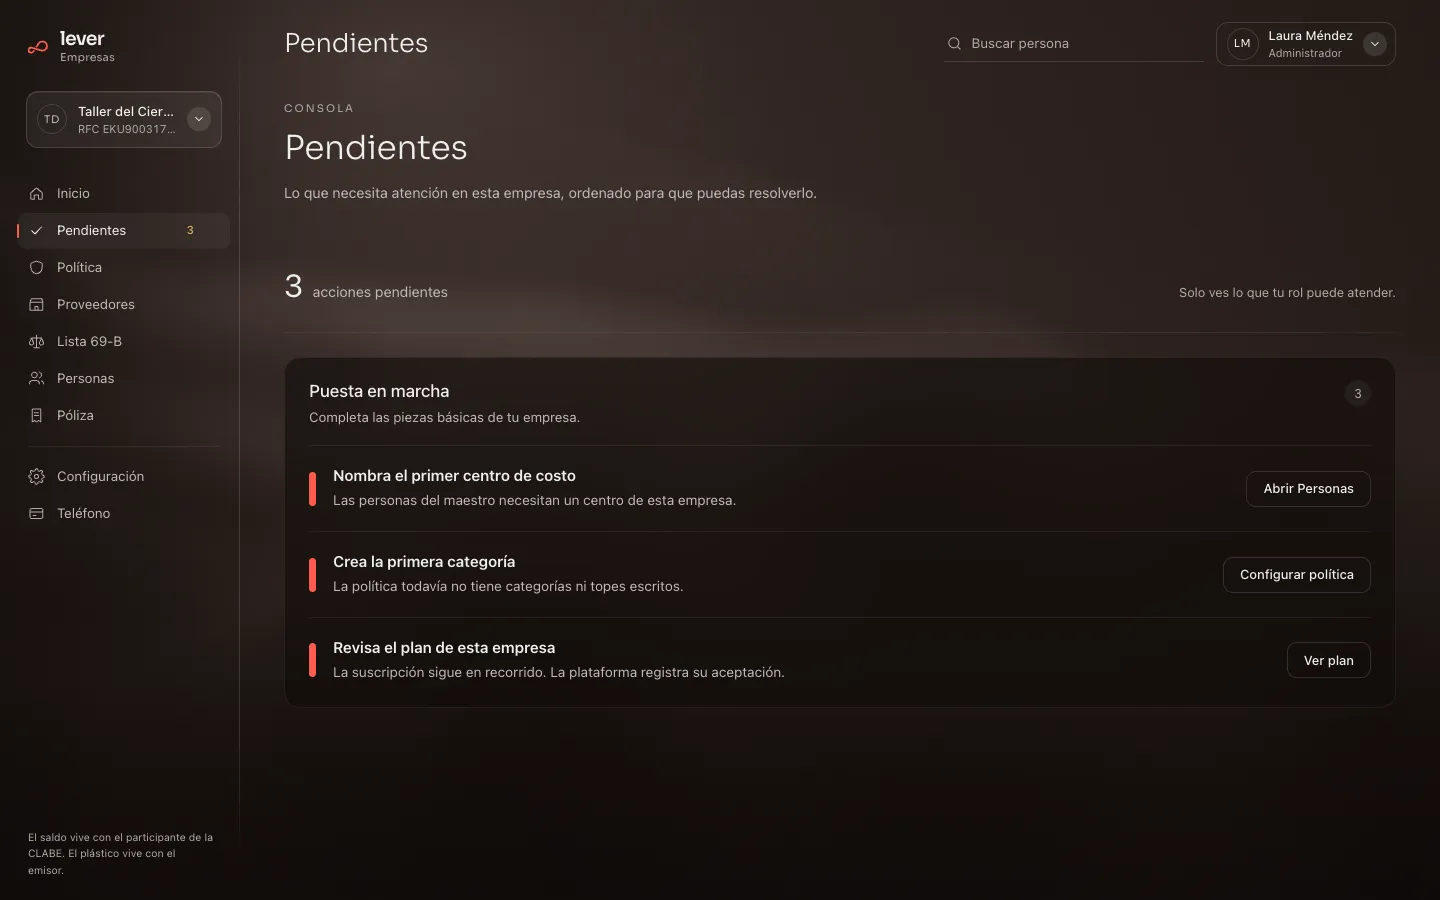 lever
Empresas
TD
Taller del Cier...
RFC EKU900317...
Inicio
Pendientes
3
Política
Proveedores
Lista 69-B
Personas
Póliza
Configuración
Teléfono
El saldo vive con el participante de la
CLABE. El plástico vive con el
emisor.
Pendientes
Buscar persona
LM
Laura Méndez
Administrador
CONSOLA
Pendientes
Lo que necesita atención en esta empresa, ordenado para que puedas resolverlo.
3 acciones pendientes
Solo ves lo que tu rol puede atender.
Puesta en marcha
3
Completa las piezas básicas de tu empresa.
Nombra el primer centro de costo
Las personas del maestro necesitan un centro de esta empresa.
Abrir Personas
Crea la primera categoría
La política todavía no tiene categorías ni topes escritos.
Configurar política
Revisa el plan de esta empresa
La suscripción sigue en recorrido. La plataforma registra su aceptación.
Ver plan